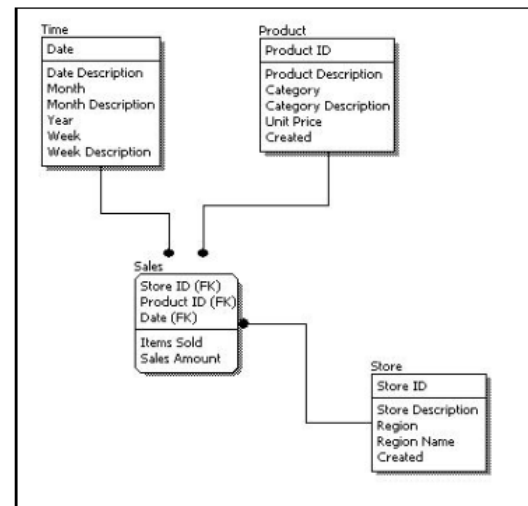 Time
Date
Date Description
Month
Month Description
Year
Week
Week Description
Product
Product ID
Product Description
Category
Category Description
Unit Price
Created
Sales
Store ID (FK)
Product ID (FK)
Date (FK)
Items Sold
Sales Amount
Store
Store ID
Store Description
Region
Region Name
Created